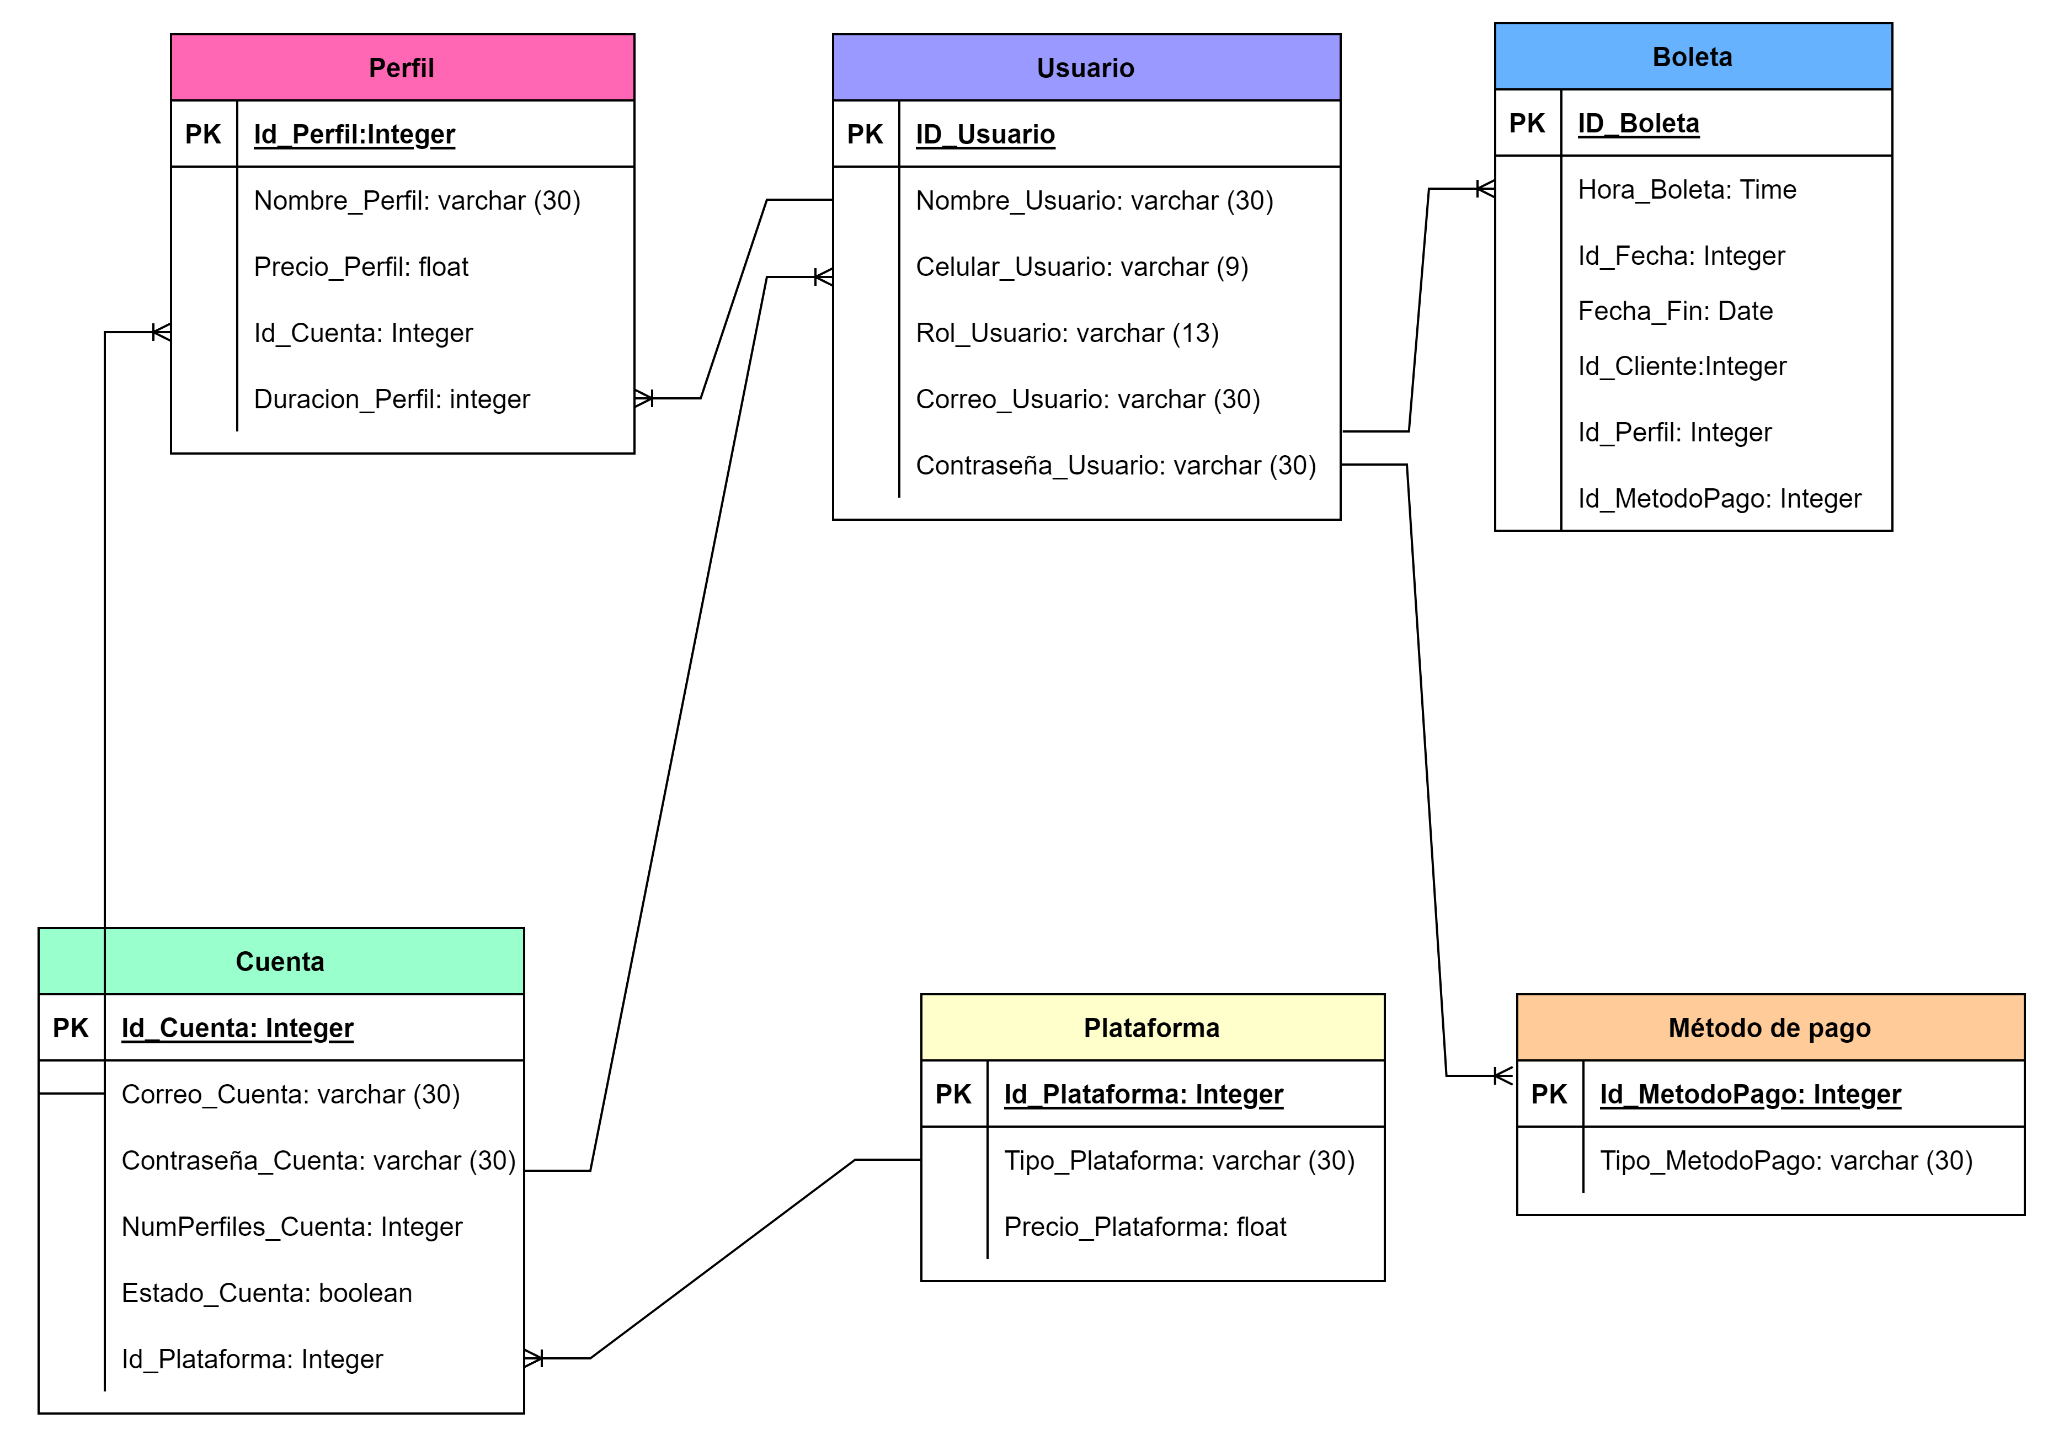 Perfil
PK
Id_Perfil:Integer
Nombre_Perfil: varchar (30)
Precio_Perfil: float
Id_Cuenta: Integer
Duracion_Perfil: integer
Usuario
PK
ID_Usuario
Nombre_Usuario: varchar (30)
Celular_Usuario: varchar (9)
Rol_Usuario: varchar (13)
Correo_Usuario: varchar (30)
Contraseña_Usuario: varchar (30)
Boleta
PK
ID_Boleta
Hora_Boleta: Time
Id_Fecha: Integer
Fecha_Fin: Date
Id_Cliente:Integer
Id_Perfil: Integer
Id_MetodoPago: Integer
Cuenta
PK
Id_Cuenta: Integer
Correo_Cuenta: varchar (30)
Contraseña_Cuenta: varchar (30)
NumPerfiles_Cuenta: Integer
Estado_Cuenta: boolean
Id_Plataforma: Integer
Plataforma
PK
Id_Plataforma: Integer
Tipo_Plataforma: varchar (30)
Precio_Plataforma: float
Método de pago
PK
Id_MetodoPago: Integer
Tipo_MetodoPago: varchar (30)